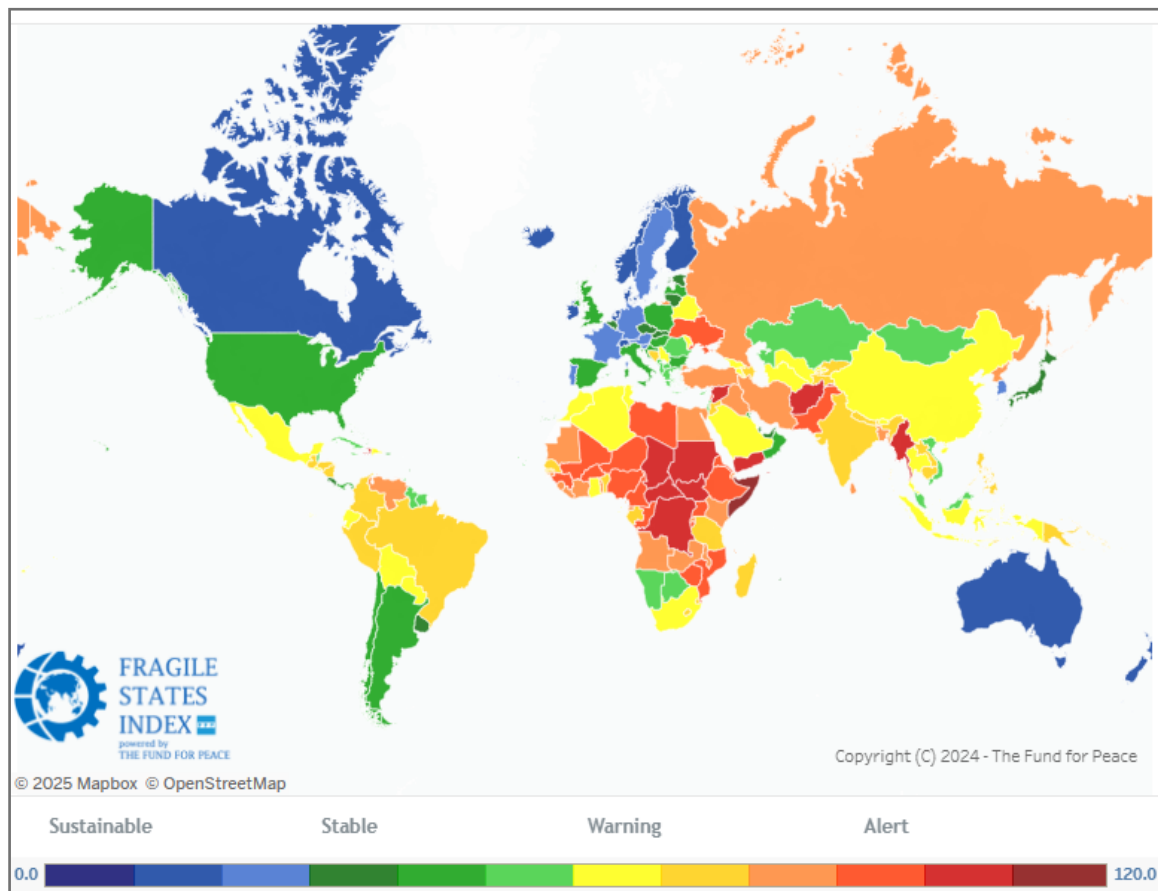 FRAGILE
STATES
INDEX
powered by
THE FUND FOR PEACE
Copyright (C) 2024 - The Fund for Peace
© 2025 Mapbox © OpenStreetMap
Sustainable Stable Warning Alert
0.0 120.0